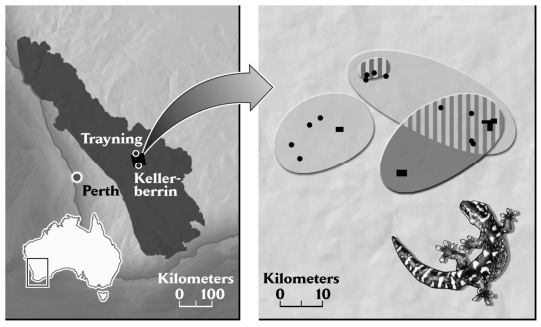 Trayning
Keller-
berrin
Perth
Kilometers
0 100
Kilometers
0 10